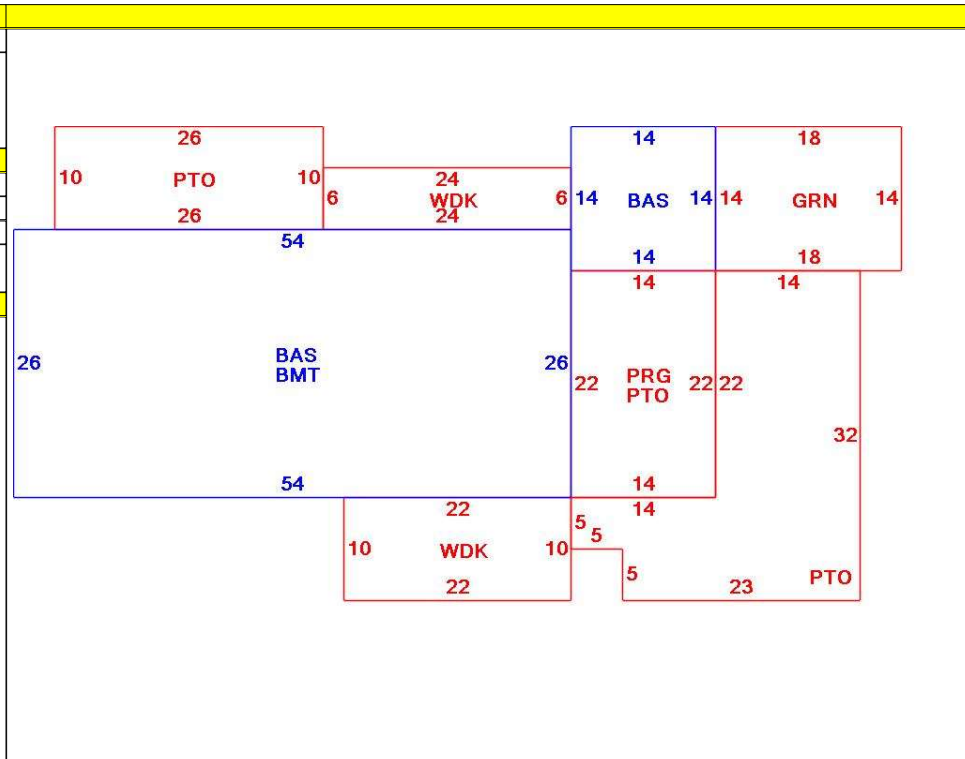 26 14 18
10 PTO 10 24
6 WDK 6 14 BAS 14 14 GRN 14
26 24
54 14 18
14 14
26 BAS 26
BMT
22 PRG 22 22
PTO
32
54 14
22 14
5 5
10 WDK 10
5 PTO
22 23